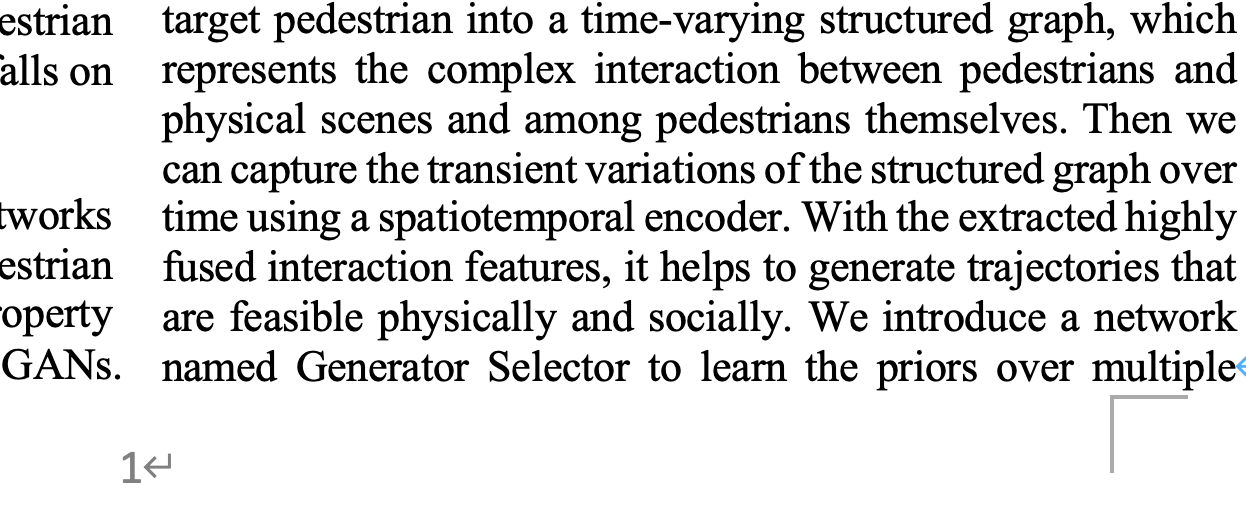 estrian
alls on
tworks
estrian
operty
GANs.
target pedestrian into a time-varying structured graph, which
represents the complex interaction between pedestrians and
physical scenes and among pedestrians themselves. Then we
can capture the transient variations of the structured graph over
time using a spatiotemporal encoder. With the extracted highly
fused interaction features, it helps to generate trajectories that
are feasible physically and socially. We introduce a network
named Generator Selector to learn the priors over multiple
1